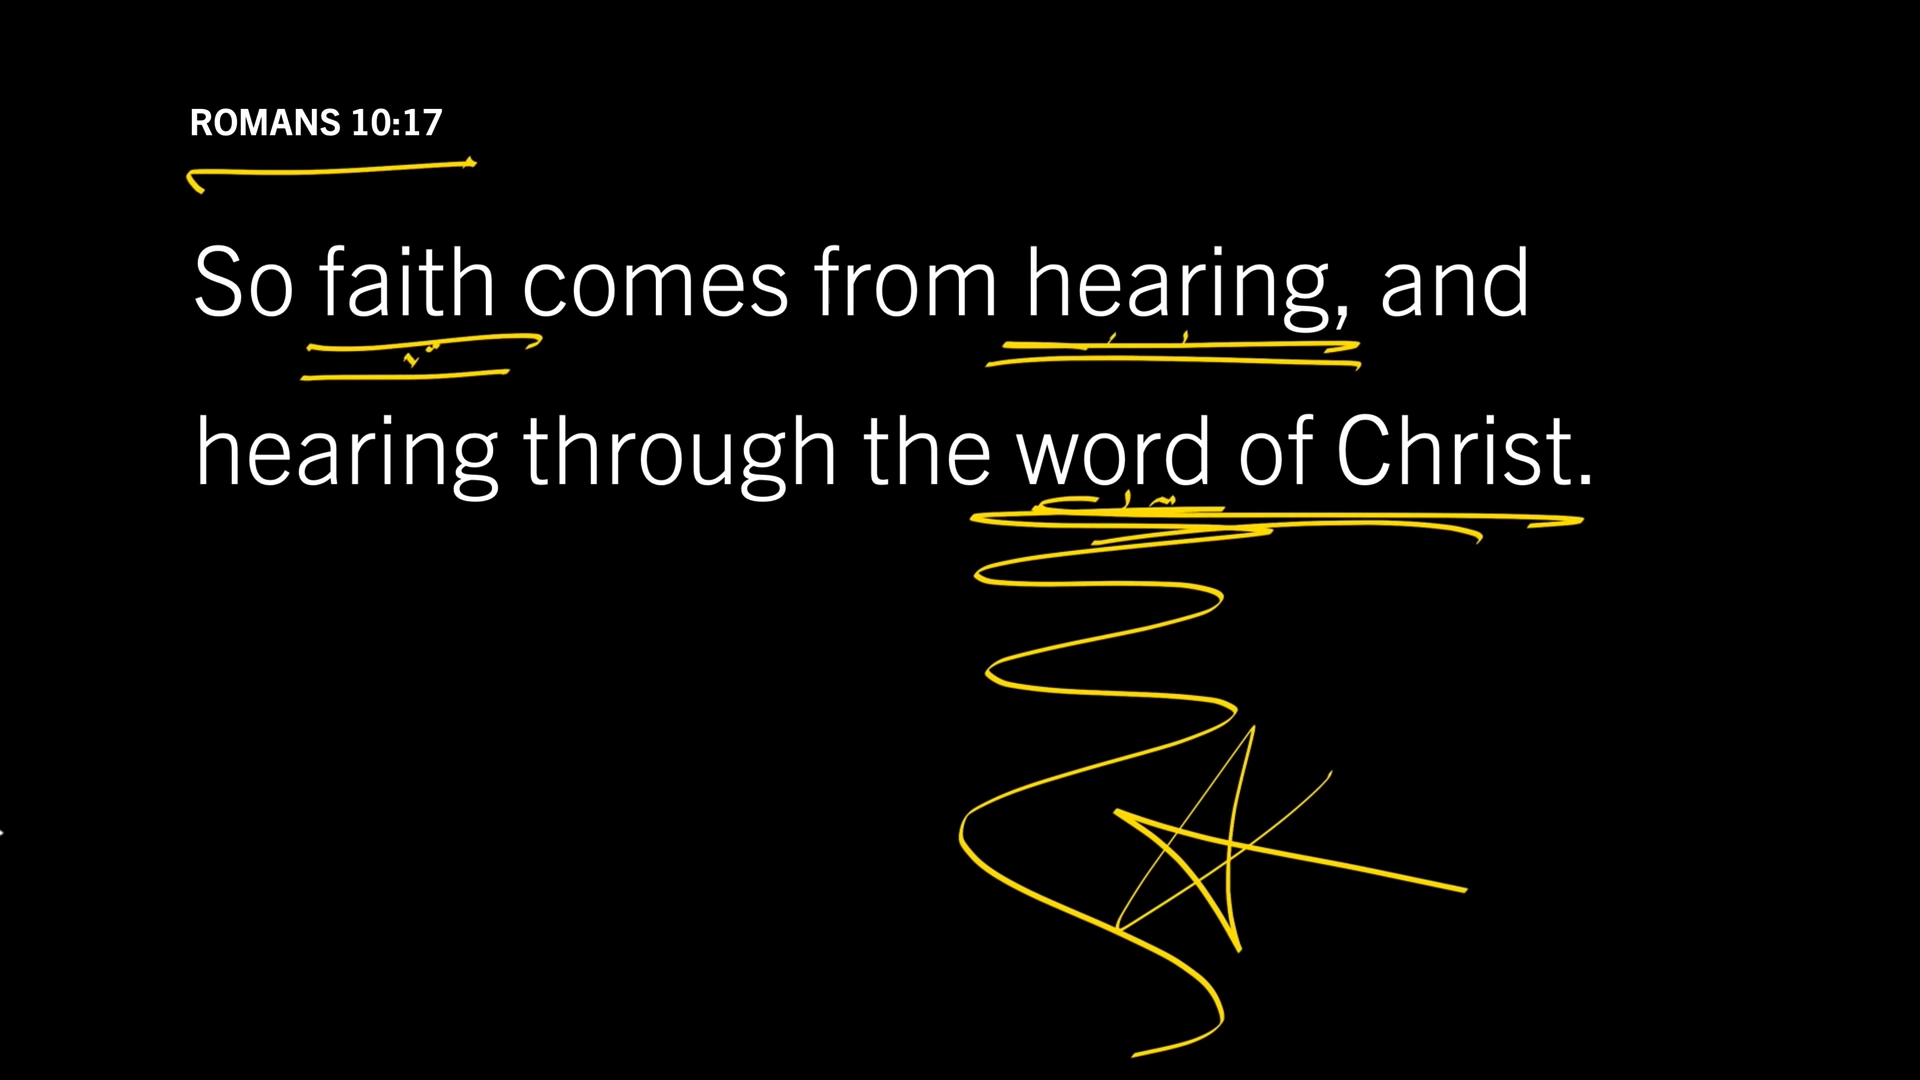 ROMANS 10:17
So faith comes from hearing, and
hearing through the word of Christ.